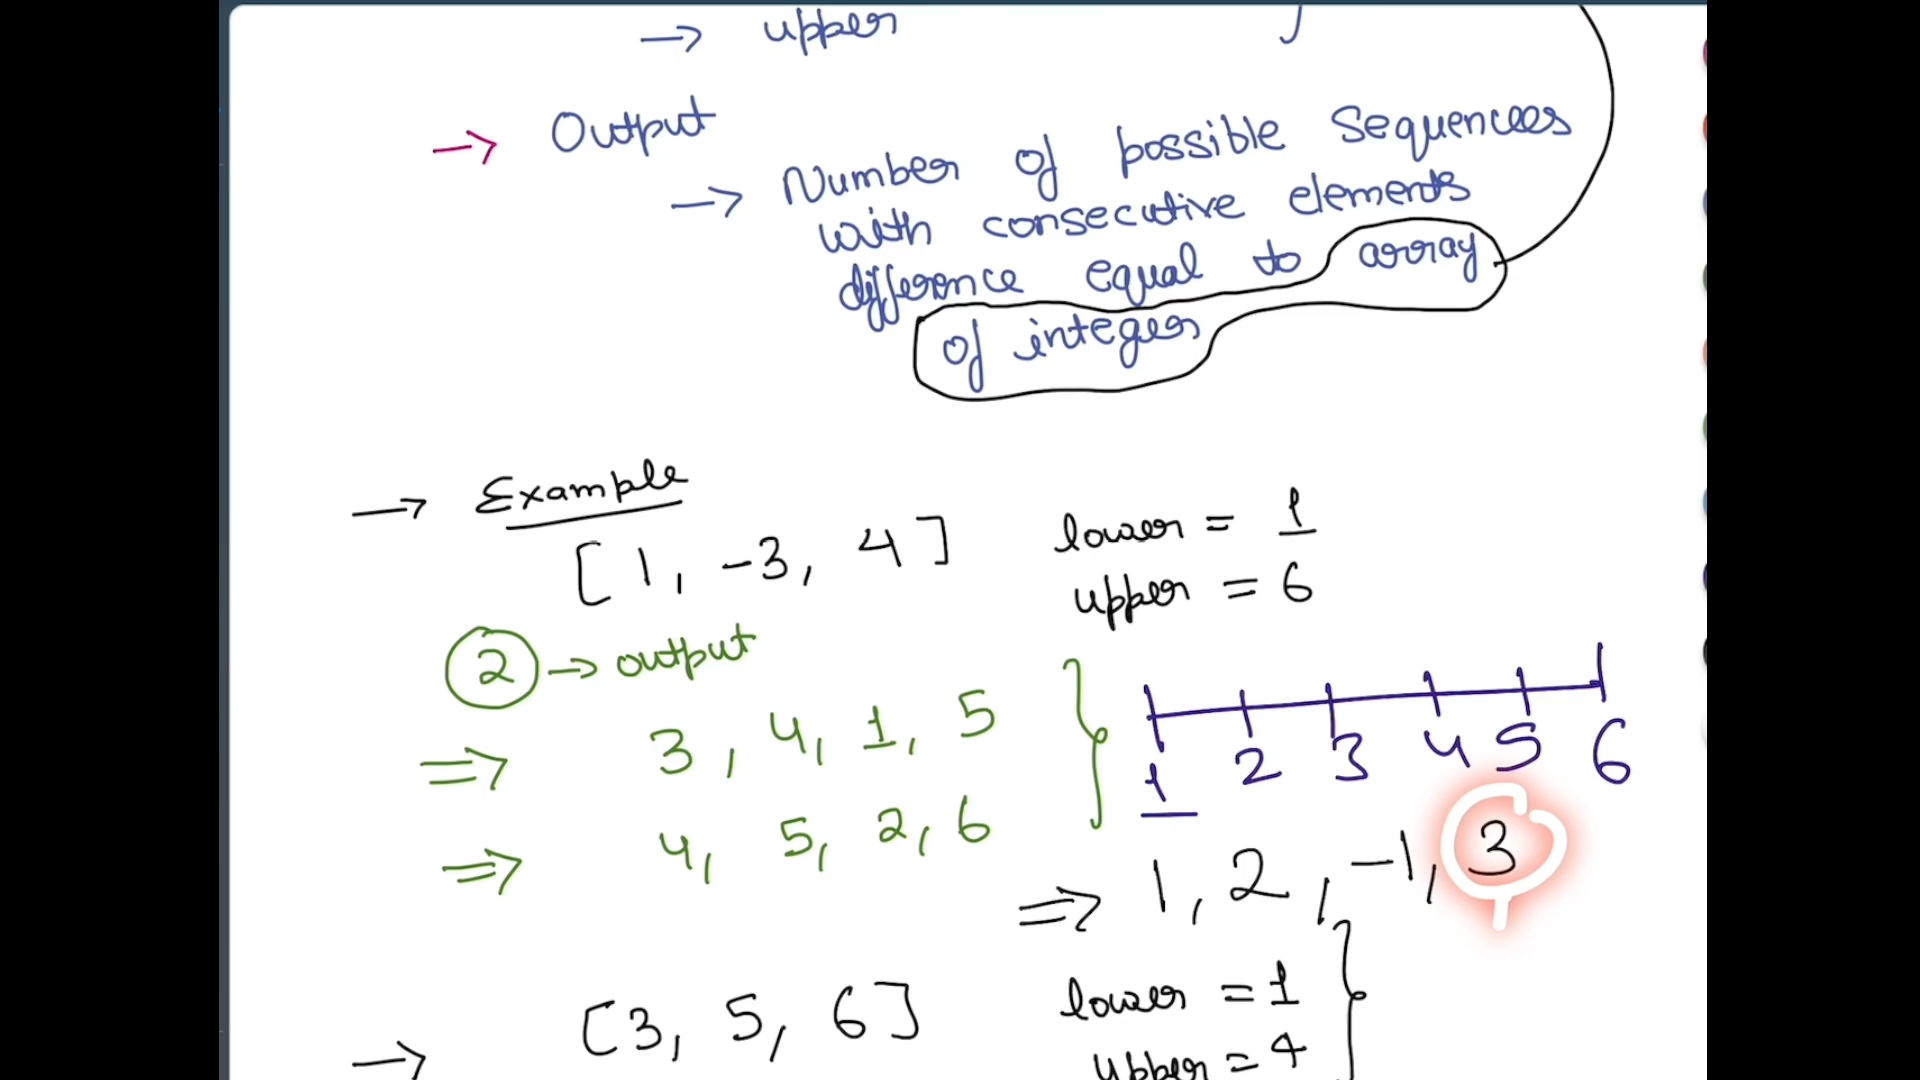 → upper
→ Output
→ Number of possible sequences
with consecutive elements
difference equal to array
of integers
→ Example
[1, -3, 4] lower = 1
upper = 6
2 → output
⇒ 3, 4, 1, 5
1 2 3 4 5 6
⇒ 4, 5, 2, 6
⇒ 1, 2, -1, 3
→ [3, 5, 6] lower = 1
upper = 4